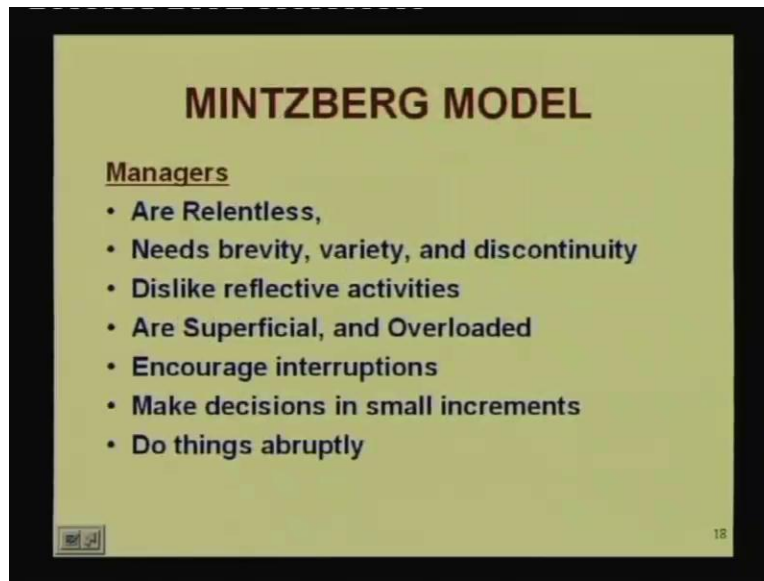 MINTZBERG MODEL
Managers
• Are Relentless,
• Needs brevity, variety, and discontinuity
• Dislike reflective activities
• Are Superficial, and Overloaded
• Encourage interruptions
• Make decisions in small increments
• Do things abruptly
18